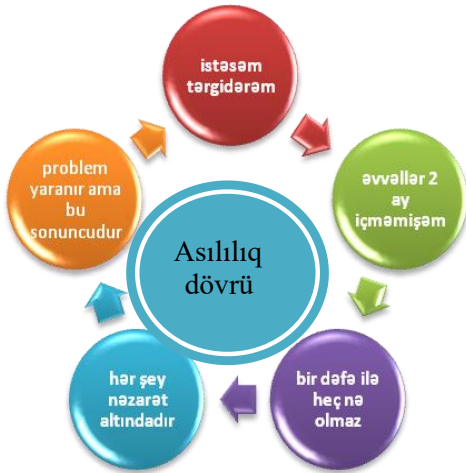 istəsəm
tərgidərəm
əvvəllər 2
ay
içməmişəm
bir dəfə ilə
heç nə
olmaz
hər şey
nəzarət
altındadır
problem
yaranır ama
bu
sonuncudur
Asılılıq
dövrü